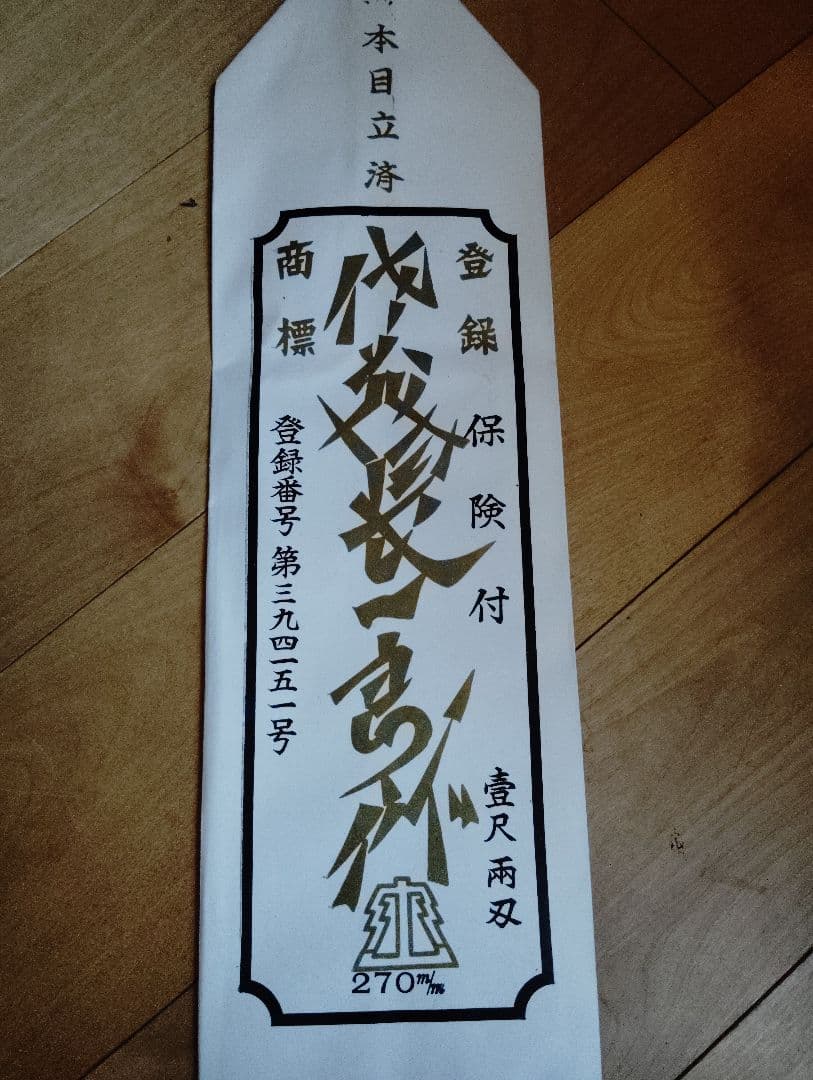 本目立済
登録
商標
保険付
壹尺兩刃
登録番号 第三九四一五一号
270m/m